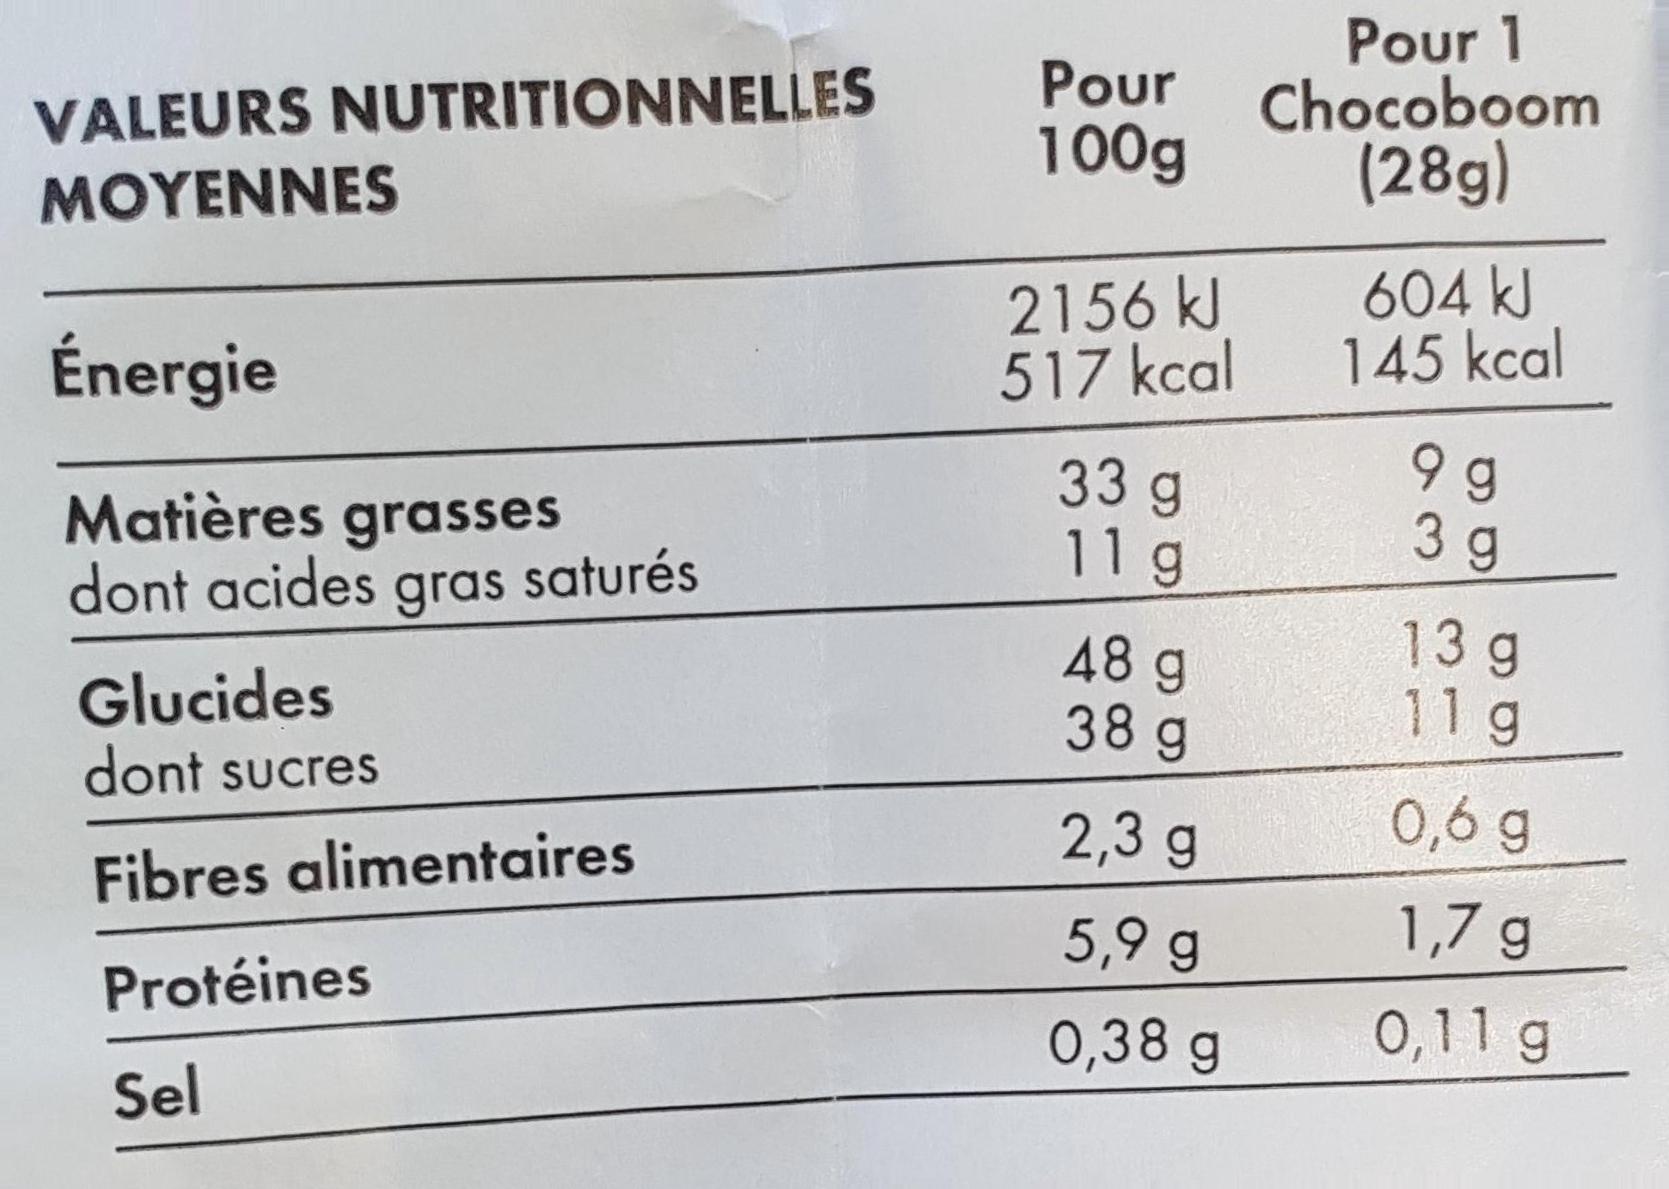 VALEURS NUTRITIONNELLES MOYENNES Pour 100g Pour 1 Chocoboom (28g)
Énergie 2156 kJ 604 kJ
517 kcal 145 kcal
Matières grasses 33 g 9 g
dont acides gras saturés 11 g 3 g
Glucides 48 g 13 g
dont sucres 38 g 11 g
Fibres alimentaires 2,3 g 0,6 g
Protéines 5,9 g 1,7 g
Sel 0,38 g 0,11 g